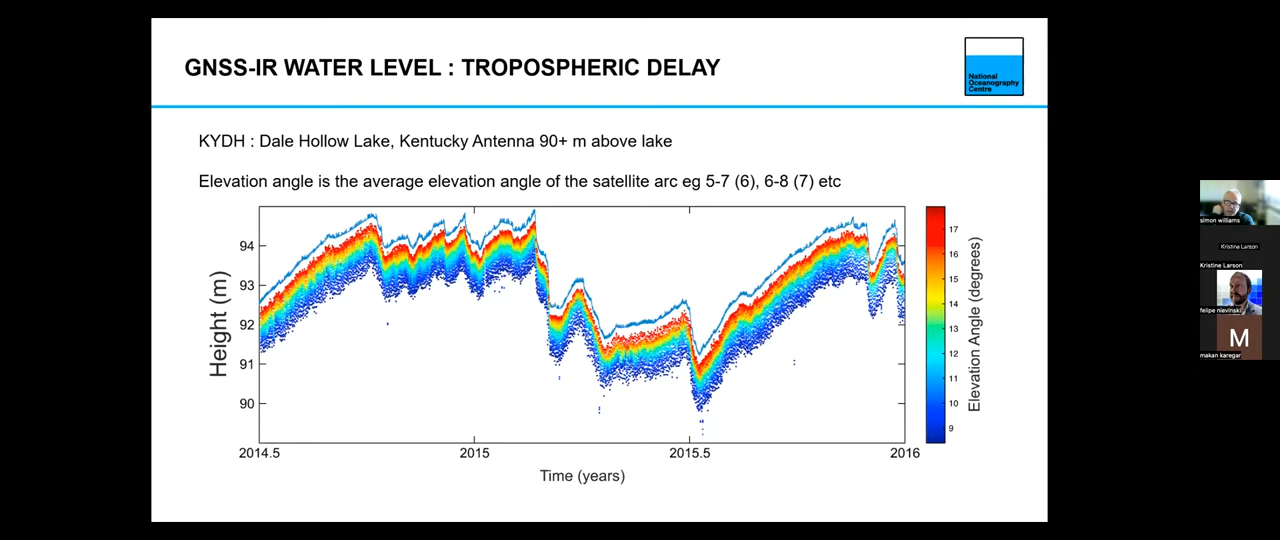 GNSS-IR WATER LEVEL : TROPOSPHERIC DELAY
National
Oceanography
Centre
KYDH : Dale Hollow Lake, Kentucky Antenna 90+ m above lake
Elevation angle is the average elevation angle of the satellite arc eg 5-7 (6), 6-8 (7) etc
Height (m)
94
93
92
91
90
2014.5
2015
2015.5
2016
Time (years)
17
16
15
14
13
12
11
10
9
Elevation Angle (degrees)
simon williams
Kristine Larson
Kristine Larson
felipe nievinski
M
makan karegar